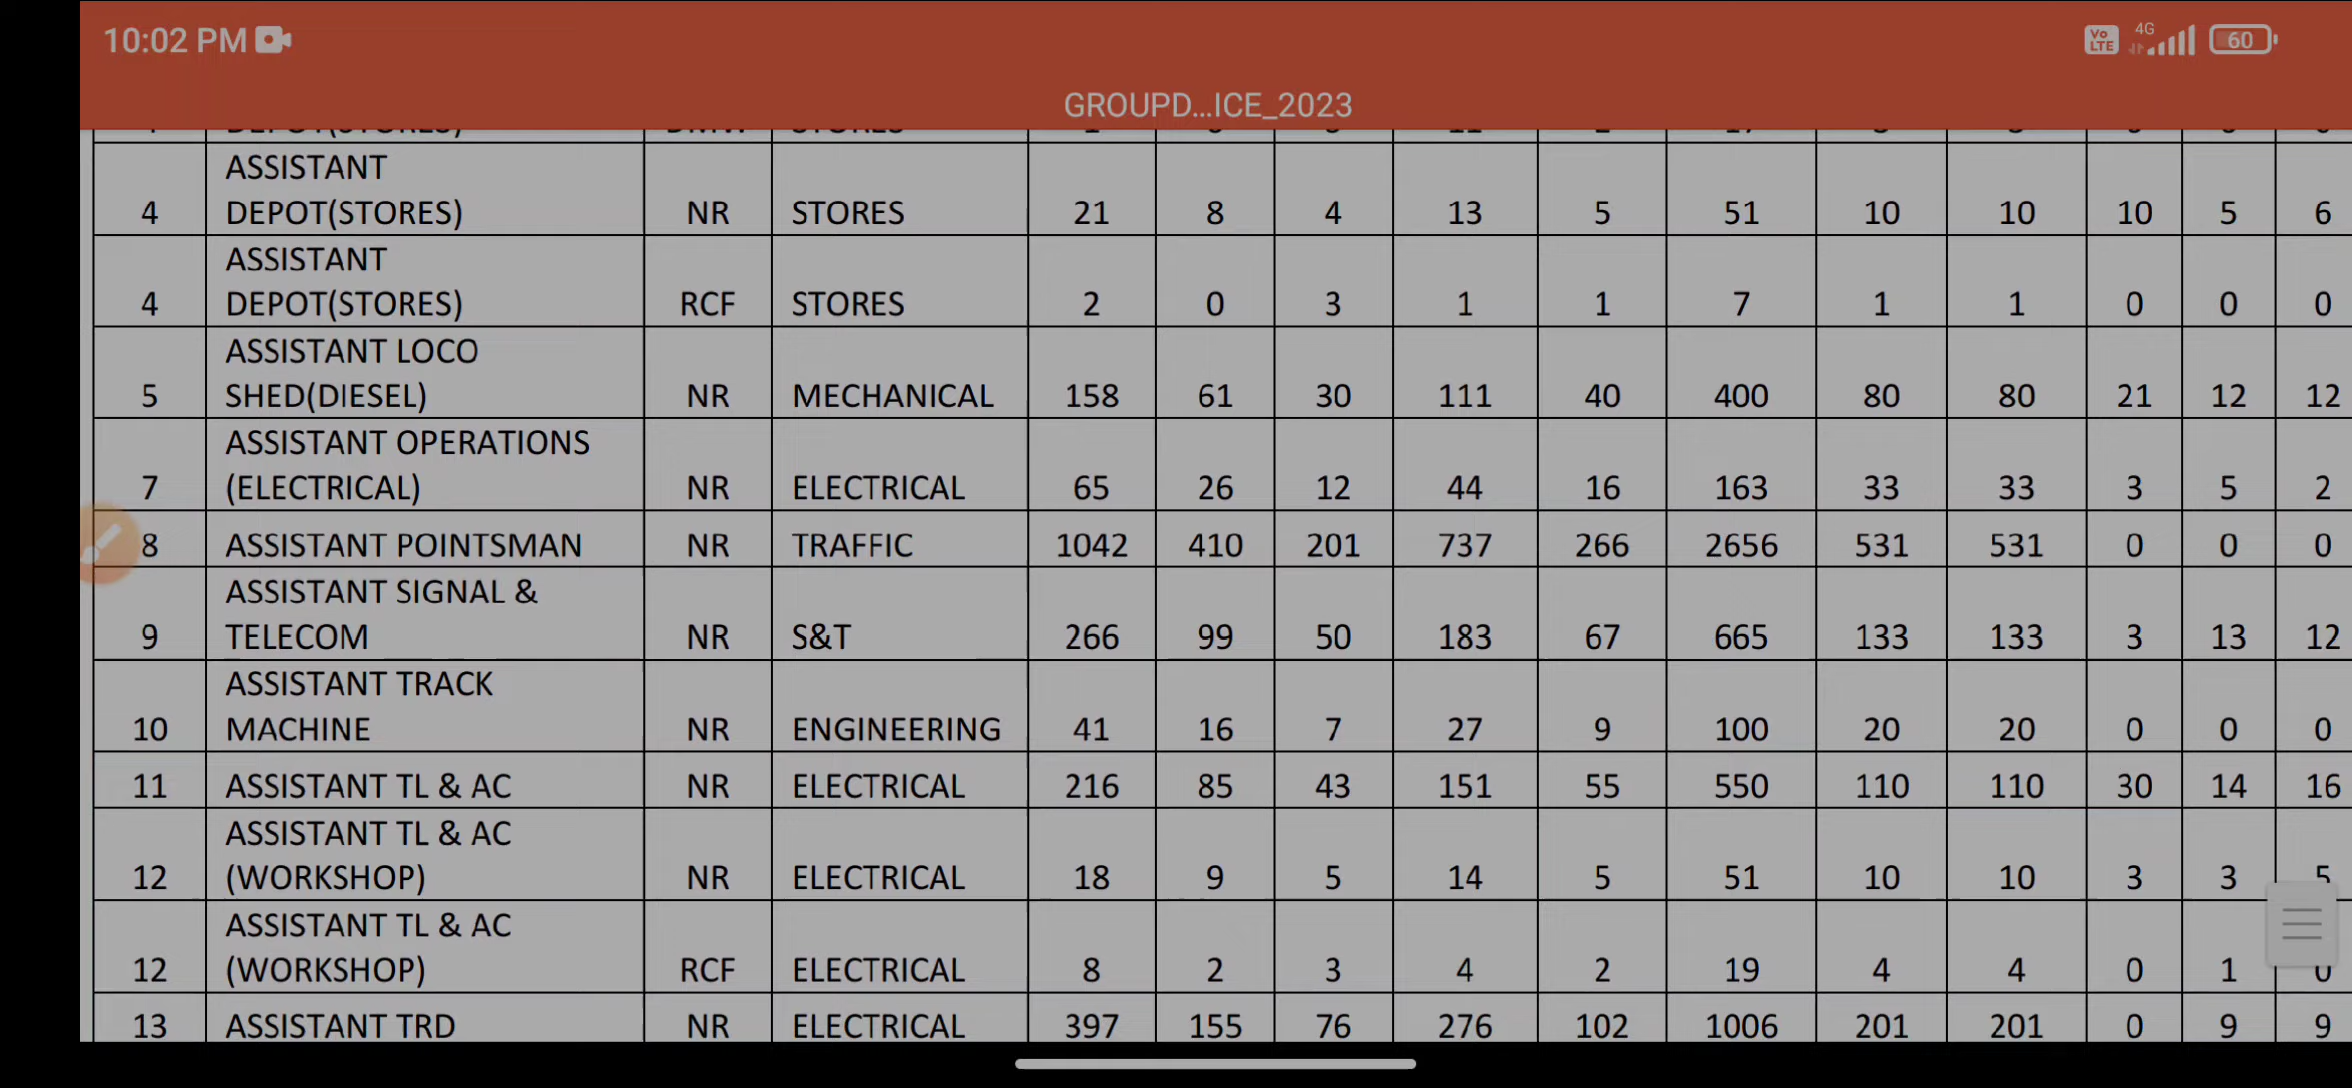 10:02 PM
Vo LTE 4G 60
GROUPD...ICE_2023
ASSISTANT
4 DEPOT(STORES) NR STORES 21 8 4 13 5 51 10 10 10 5 6
ASSISTANT
4 DEPOT(STORES) RCF STORES 2 0 3 1 1 7 1 1 0 0 0
ASSISTANT LOCO
5 SHED(DIESEL) NR MECHANICAL 158 61 30 111 40 400 80 80 21 12 12
ASSISTANT OPERATIONS
7 (ELECTRICAL) NR ELECTRICAL 65 26 12 44 16 163 33 33 3 5 2
8 ASSISTANT POINTSMAN NR TRAFFIC 1042 410 201 737 266 2656 531 531 0 0 0
ASSISTANT SIGNAL &
9 TELECOM NR S&T 266 99 50 183 67 665 133 133 3 13 12
ASSISTANT TRACK
10 MACHINE NR ENGINEERING 41 16 7 27 9 100 20 20 0 0 0
11 ASSISTANT TL & AC NR ELECTRICAL 216 85 43 151 55 550 110 110 30 14 16
ASSISTANT TL & AC
12 (WORKSHOP) NR ELECTRICAL 18 9 5 14 5 51 10 10 3 3 5
ASSISTANT TL & AC
12 (WORKSHOP) RCF ELECTRICAL 8 2 3 4 2 19 4 4 0 1 0
13 ASSISTANT TRD NR ELECTRICAL 397 155 76 276 102 1006 201 201 0 9 9